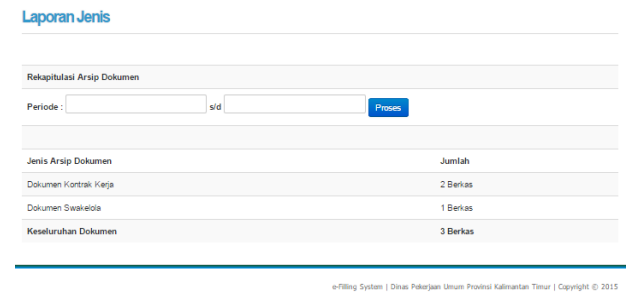 Laporan Jenis
Rekapitulasi Arsip Dokumen
Periode : s/d Proses
Jenis Arsip Dokumen Jumlah
Dokumen Kontrak Kerja 2 Berkas
Dokumen Swakelola 1 Berkas
Keseluruhan Dokumen 3 Berkas
e-Filling System | Dinas Pekerjaan Umum Provinsi Kalimantan Timur | Copyright © 2015